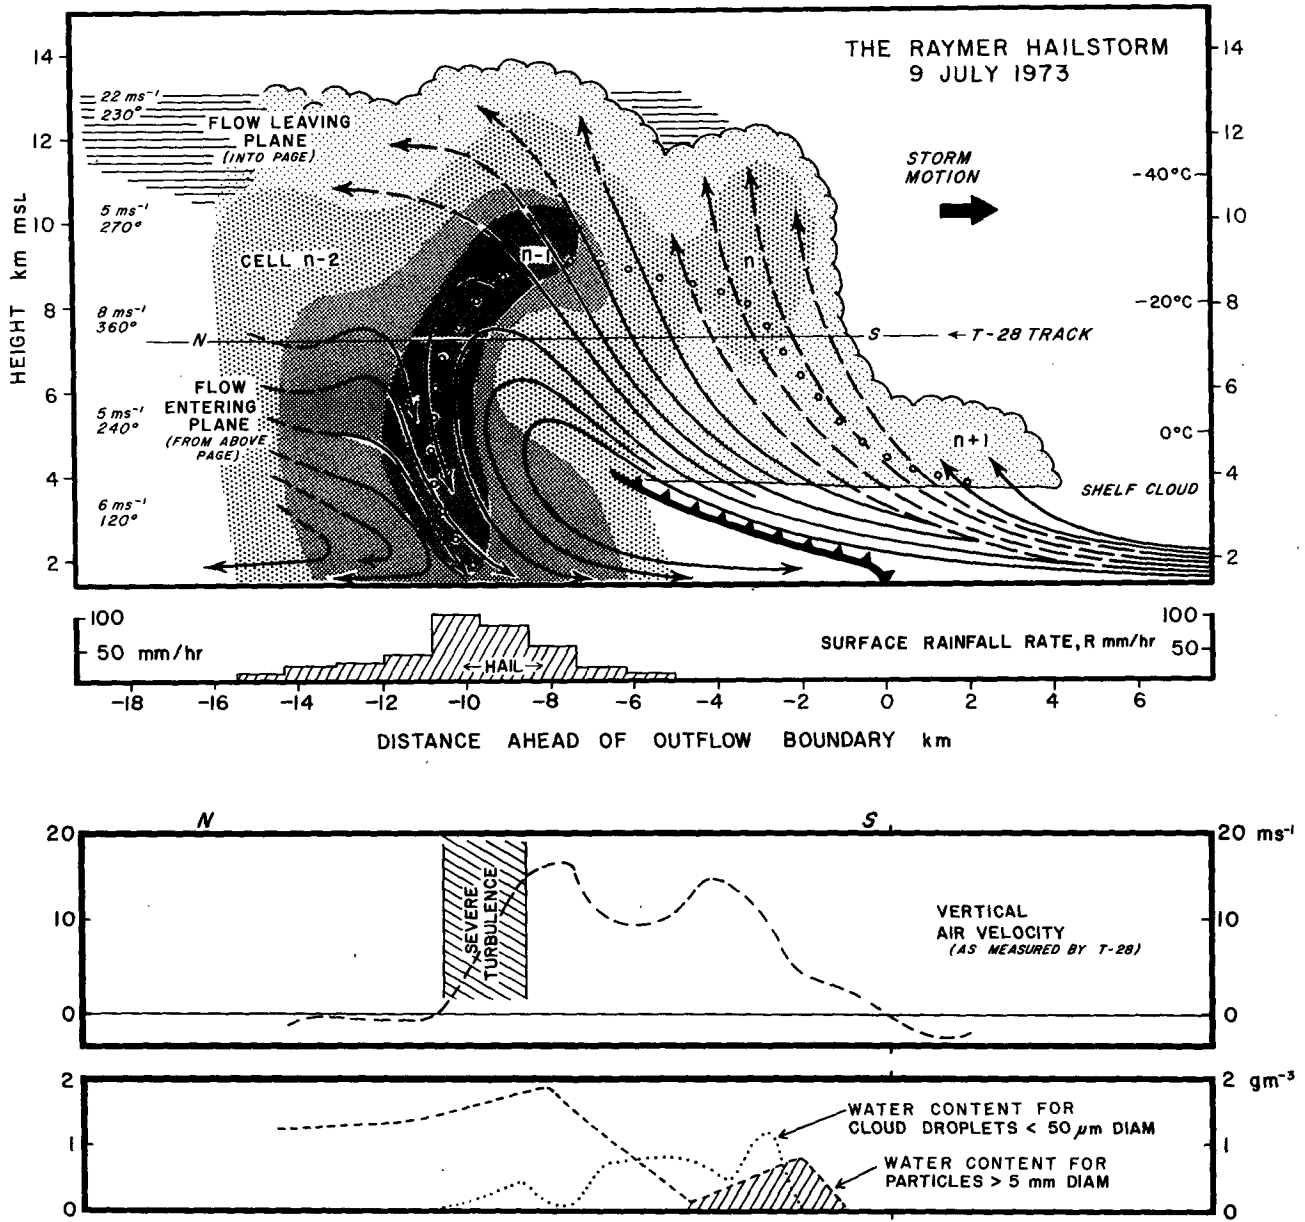 THE RAYMER HAILSTORM
9 JULY 1973
HEIGHT km msl
14
12
10
8
6
4
2
14
12
10
8
6
4
2
22 ms⁻¹
230°
FLOW LEAVING
PLANE
(INTO PAGE)
STORM
MOTION
-40°C
5 ms⁻¹
270°
CELL n-2
n-1
n
-20°C
8 ms⁻¹
360°
N
S
← T-28 TRACK
FLOW
ENTERING
PLANE
(FROM ABOVE
PAGE)
5 ms⁻¹
240°
0°C
n+1
SHELF CLOUD
6 ms⁻¹
120°
100
50 mm/hr
←HAIL→
SURFACE RAINFALL RATE, R mm/hr
100
50
-18 -16 -14 -12 -10 -8 -6 -4 -2 0 2 4 6
DISTANCE AHEAD OF OUTFLOW BOUNDARY km
N
S
20
10
0
SEVERE
TURBULENCE
VERTICAL
AIR VELOCITY
(AS MEASURED BY T-28)
20 ms⁻¹
10
0
2
1
0
WATER CONTENT FOR
CLOUD DROPLETS < 50 µm DIAM
WATER CONTENT FOR
PARTICLES > 5 mm DIAM
2 gm⁻³
1
0